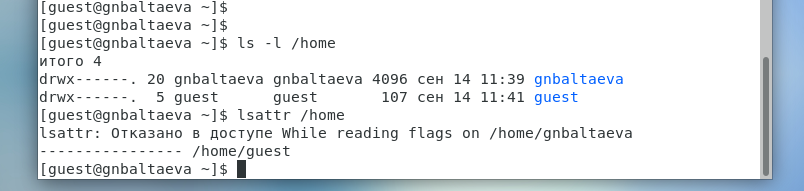 [guest@gnbaltaeva ~]$
[guest@gnbaltaeva ~]$
[guest@gnbaltaeva ~]$ ls -l /home
итого 4
drwx------. 20 gnbaltaeva gnbaltaeva 4096 сен 14 11:39 gnbaltaeva
drwx------.  5 guest      guest       107 сен 14 11:41 guest
[guest@gnbaltaeva ~]$ lsattr /home
lsattr: Отказано в доступе While reading flags on /home/gnbaltaeva
---------------- /home/guest
[guest@gnbaltaeva ~]$